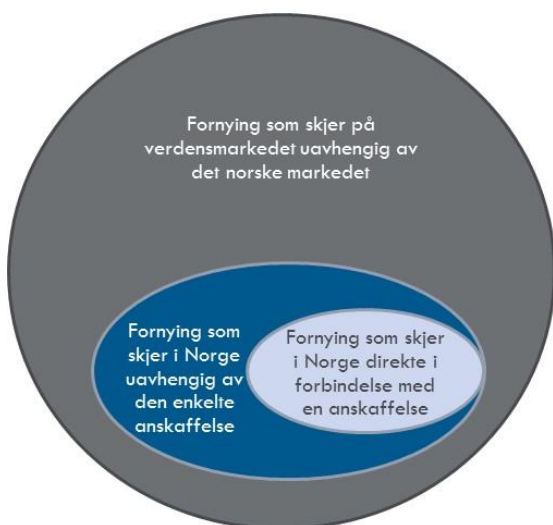 Fornying som skjer på
verdensmarkedet uavhengig av
det norske markedet
Fornying som
skjer i Norge
uavhengig av
den enkelte
anskaffelse
Fornying som skjer
i Norge direkte i
forbindelse med
en anskaffelse